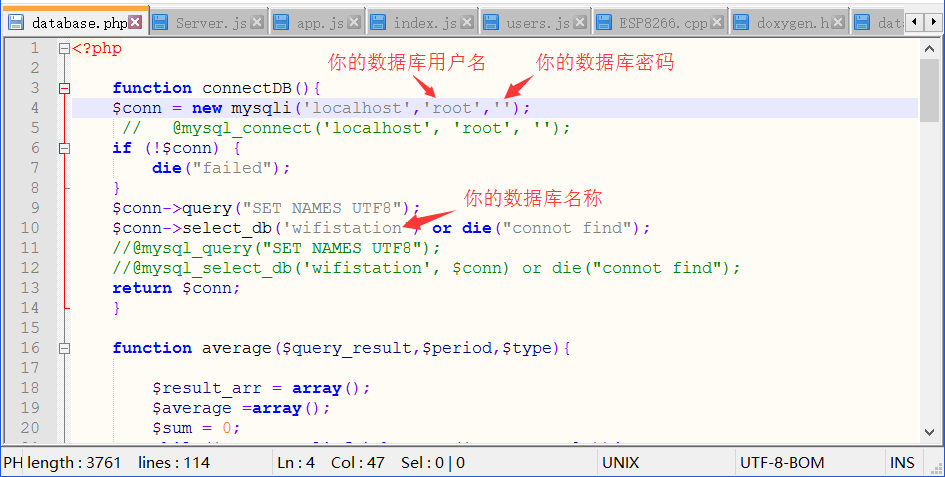 database.php Server.js app.js index.js users.js ESP8266.cpp doxygen.h dat
你的数据库用户名 你的数据库密码
1 <?php
2
3 function connectDB(){
4 $conn = new mysqli('localhost','root','');
5 // @mysql_connect('localhost', 'root', '');
6 if (!$conn) {
7 die("failed");
8 }
9 $conn->query("SET NAMES UTF8");
你的数据库名称
10 $conn->select_db('wifistation') or die("connot find");
11 //@mysql_query("SET NAMES UTF8");
12 //@mysql_select_db('wifistation', $conn) or die("connot find");
13 return $conn;
14 }
15
16 function average($query_result,$period,$type){
17
18 $result_arr = array();
19 $average =array();
20 $sum = 0;
PH length : 3761 lines : 114 Ln : 4 Col : 47 Sel : 0 | 0 UNIX UTF-8-BOM INS